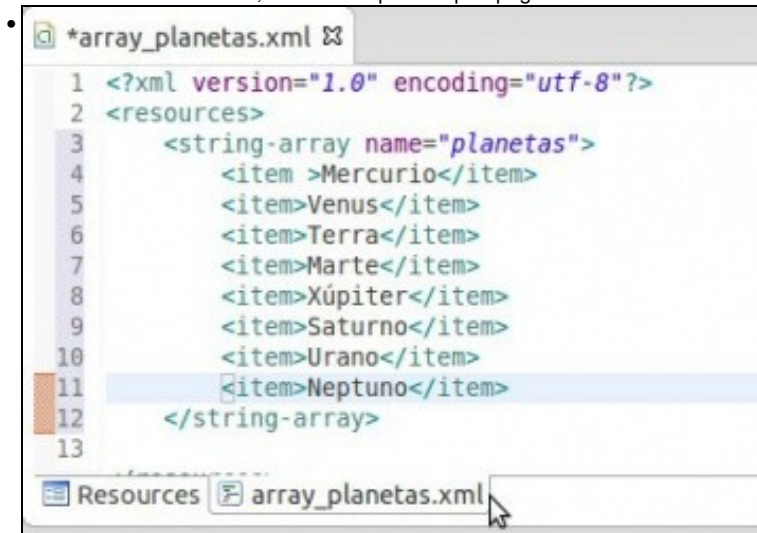 *array_planetas.xml
1 <?xml version="1.0" encoding="utf-8"?>
2 <resources>
3 <string-array name="planetas">
4 <item >Mercurio</item>
5 <item>Venus</item>
6 <item>Terra</item>
7 <item>Marte</item>
8 <item>Xúpiter</item>
9 <item>Saturno</item>
10 <item>Urano</item>
11 <item>Neptuno</item>
12 </string-array>
13
Resources array_planetas.xml